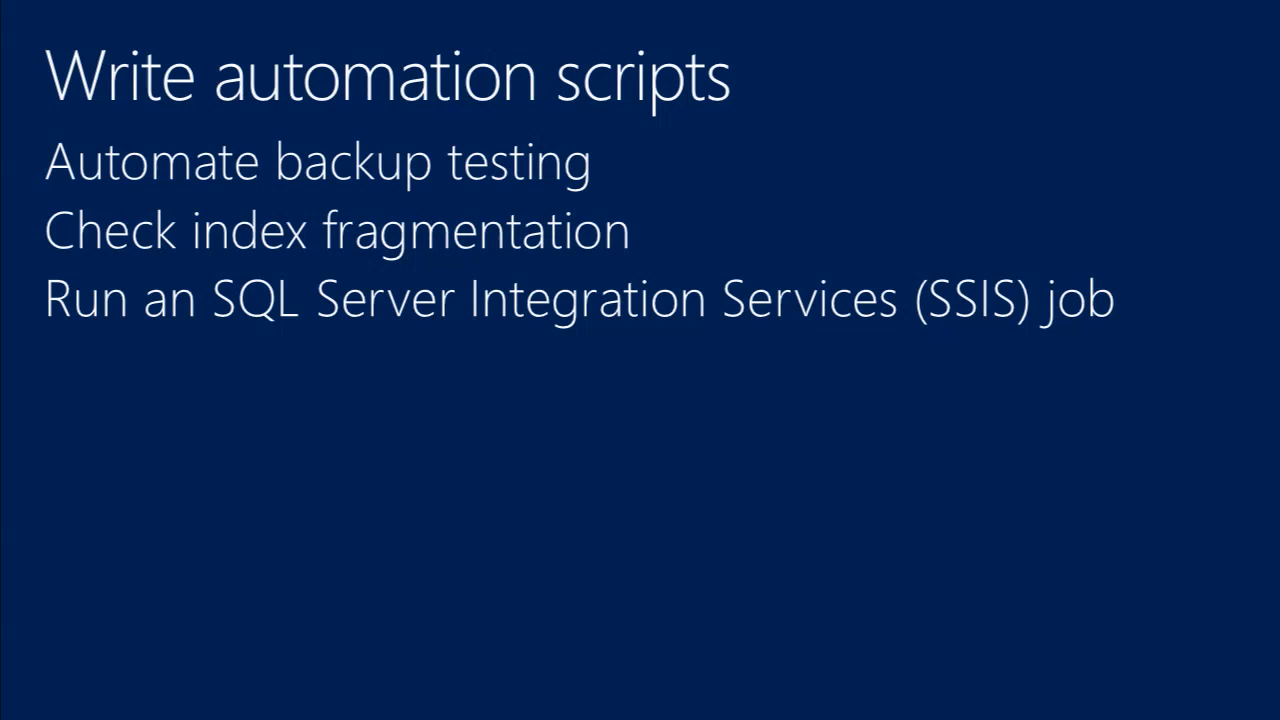 Write automation scripts
Automate backup testing
Check index fragmentation
Run an SQL Server Integration Services (SSIS) job